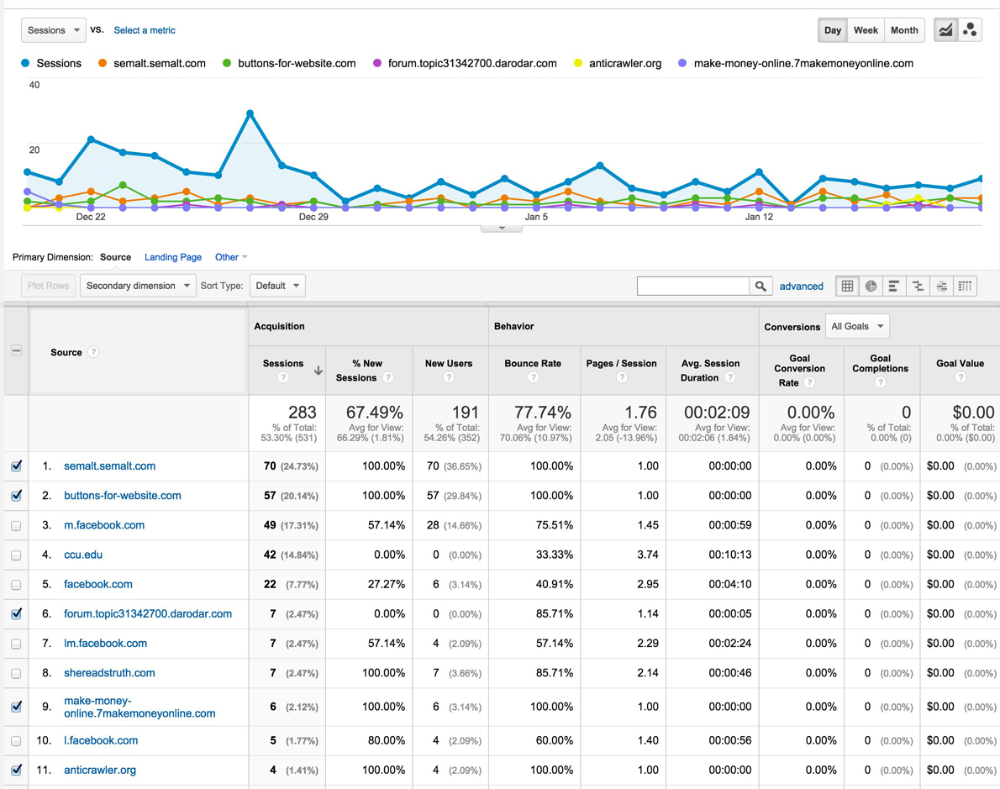 Sessions VS. Select a metric Day Week Month
Sessions semalt.semalt.com buttons-for-website.com forum.topic31342700.darodar.com anticrawler.org make-money-online.7makemoneyonline.com
40
20
Dec 22 Dec 29 Jan 5 Jan 12
Primary Dimension: Source Landing Page Other
Plot Rows Secondary dimension Sort Type: Default advanced
Acquisition Behavior Conversions All Goals
Source ? Sessions ? % New Sessions ? New Users ? Bounce Rate ? Pages / Session ? Avg. Session Duration ? Goal Conversion Rate ? Goal Completions ? Goal Value ?
283 67.49% 191 77.74% 1.76 00:02:09 0.00% 0 $0.00
% of Total: Avg for View: % of Total: Avg for View: Avg for View: Avg for View: Avg for View: % of Total: % of Total:
53.30% (531) 66.29% (1.81%) 54.26% (352) 70.06% (10.97%) 2.05 (-13.96%) 00:02:06 (1.84%) 0.00% (0.00%) 0.00% (0) 0.00% ($0.00)
1. semalt.semalt.com 70 (24.73%) 100.00% 70 (36.65%) 100.00% 1.00 00:00:00 0.00% 0 (0.00%) $0.00 (0.00%)
2. buttons-for-website.com 57 (20.14%) 100.00% 57 (29.84%) 100.00% 1.00 00:00:00 0.00% 0 (0.00%) $0.00 (0.00%)
3. m.facebook.com 49 (17.31%) 57.14% 28 (14.66%) 75.51% 1.45 00:00:59 0.00% 0 (0.00%) $0.00 (0.00%)
4. ccu.edu 42 (14.84%) 0.00% 0 (0.00%) 33.33% 3.74 00:10:13 0.00% 0 (0.00%) $0.00 (0.00%)
5. facebook.com 22 (7.77%) 27.27% 6 (3.14%) 40.91% 2.95 00:04:10 0.00% 0 (0.00%) $0.00 (0.00%)
6. forum.topic31342700.darodar.com 7 (2.47%) 0.00% 0 (0.00%) 85.71% 1.14 00:00:05 0.00% 0 (0.00%) $0.00 (0.00%)
7. lm.facebook.com 7 (2.47%) 57.14% 4 (2.09%) 57.14% 2.29 00:02:24 0.00% 0 (0.00%) $0.00 (0.00%)
8. shereadstruth.com 7 (2.47%) 100.00% 7 (3.66%) 85.71% 2.14 00:00:46 0.00% 0 (0.00%) $0.00 (0.00%)
9. make-money-
online.7makemoneyonline.com 6 (2.12%) 100.00% 6 (3.14%) 100.00% 1.00 00:00:00 0.00% 0 (0.00%) $0.00 (0.00%)
10. l.facebook.com 5 (1.77%) 80.00% 4 (2.09%) 60.00% 1.40 00:00:56 0.00% 0 (0.00%) $0.00 (0.00%)
11. anticrawler.org 4 (1.41%) 100.00% 4 (2.09%) 100.00% 1.00 00:00:00 0.00% 0 (0.00%) $0.00 (0.00%)